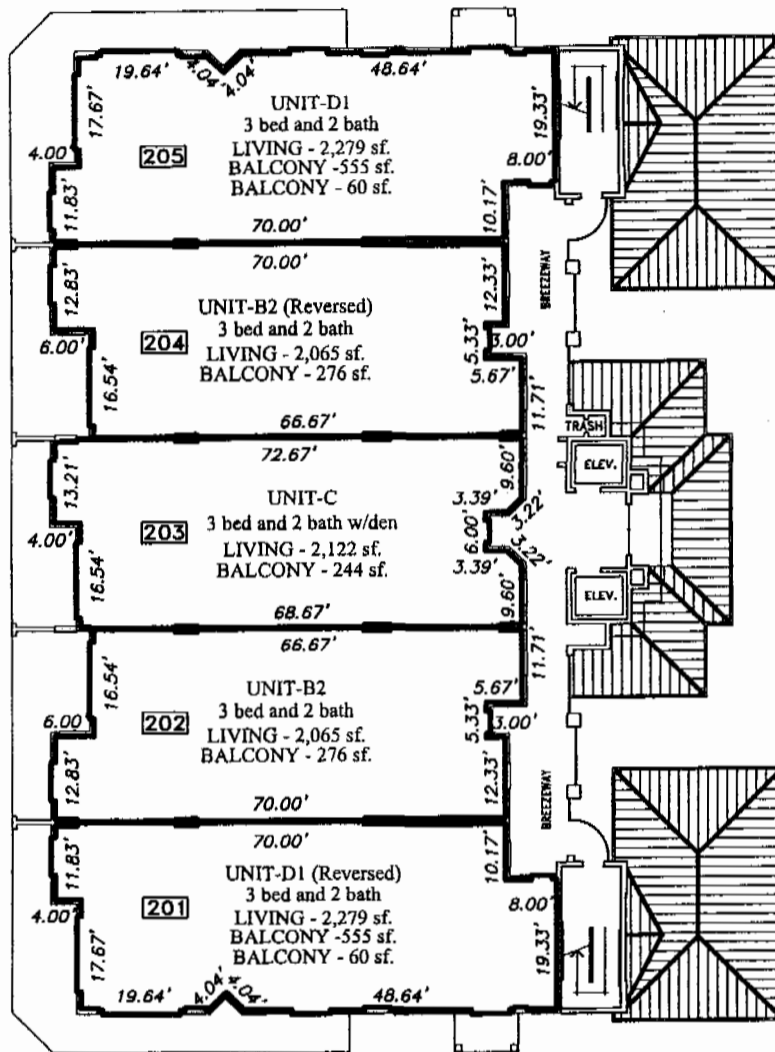 19.64'
4.04'
4.04'
48.64'
17.67'
UNIT-D1
3 bed and 2 bath
LIVING - 2,279 sf.
BALCONY -555 sf.
BALCONY - 60 sf.
19.33'
4.00'
205
8.00'
11.83'
10.17'
70.00'
70.00'
12.83'
12.33'
BREEZEWAY
UNIT-B2 (Reversed)
3 bed and 2 bath
LIVING - 2,065 sf.
BALCONY - 276 sf.
6.00'
204
5.33'
3.00'
5.67'
16.54'
11.71'
66.67'
TRASH
72.67'
ELEV.
13.21'
9.60'
UNIT-C
3 bed and 2 bath w/den
LIVING - 2,122 sf.
BALCONY - 244 sf.
3.39'
3.22'
4.00'
203
6.00'
3.22'
3.39'
16.54'
9.60'
ELEV.
68.67'
66.67'
11.71'
16.54'
UNIT-B2
3 bed and 2 bath
LIVING - 2,065 sf.
BALCONY - 276 sf.
5.67'
6.00
202
5.33'
3.00'
12.83'
12.33'
BREEZEWAY
70.00'
70.00'
11.83'
10.17'
UNIT-D1 (Reversed)
3 bed and 2 bath
LIVING - 2,279 sf.
BALCONY -555 sf.
BALCONY - 60 sf.
4.00'
201
8.00'
17.67'
19.33'
19.64'
4.04'
4.04'
48.64'